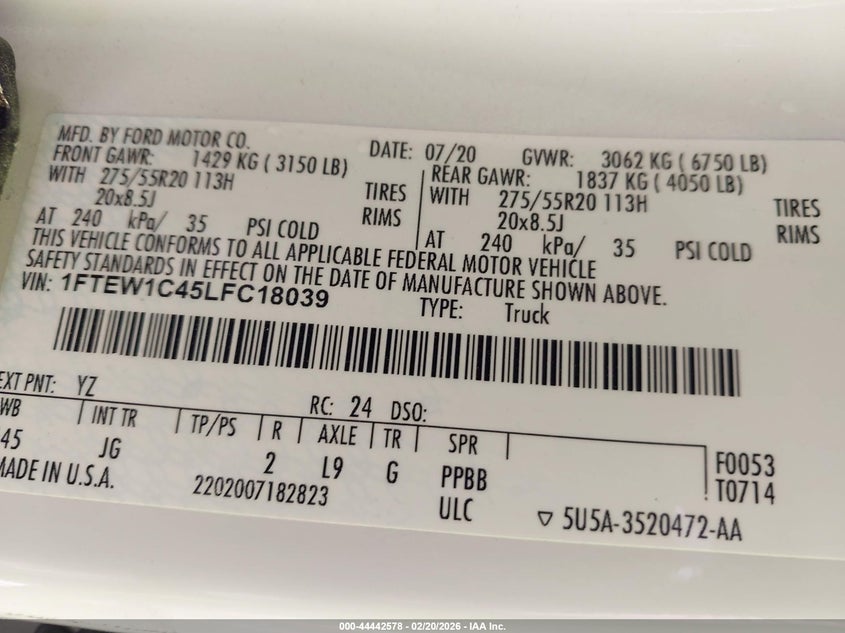 MFD. BY FORD MOTOR CO. DATE: 07/20 GVWR: 3062 KG ( 6750 LB)
FRONT GAWR: 1429 KG ( 3150 LB) REAR GAWR: 1837 KG ( 4050 LB)
WITH 275/55R20 113H TIRES WITH 275/55R20 113H TIRES
20x8.5J RIMS 20x8.5J RIMS
AT 240 kPa/ 35 PSI COLD AT 240 kPa/ 35 PSI COLD
THIS VEHICLE CONFORMS TO ALL APPLICABLE FEDERAL MOTOR VEHICLE
SAFETY STANDARDS IN EFFECT ON THE DATE OF MANUFACTURE SHOWN ABOVE.
VIN: 1FTEW1C45LFC18039 TYPE: Truck
EXT PNT: YZ RC: 24 DSO:
WB INT TR TP/PS R AXLE TR SPR
45 JG 2 L9 G PPBB F0053
MADE IN U.S.A. 2202007182823 ULC T0714
5U5A-3520472-AA
000-44442578 - 02/20/2026 - IAA Inc.